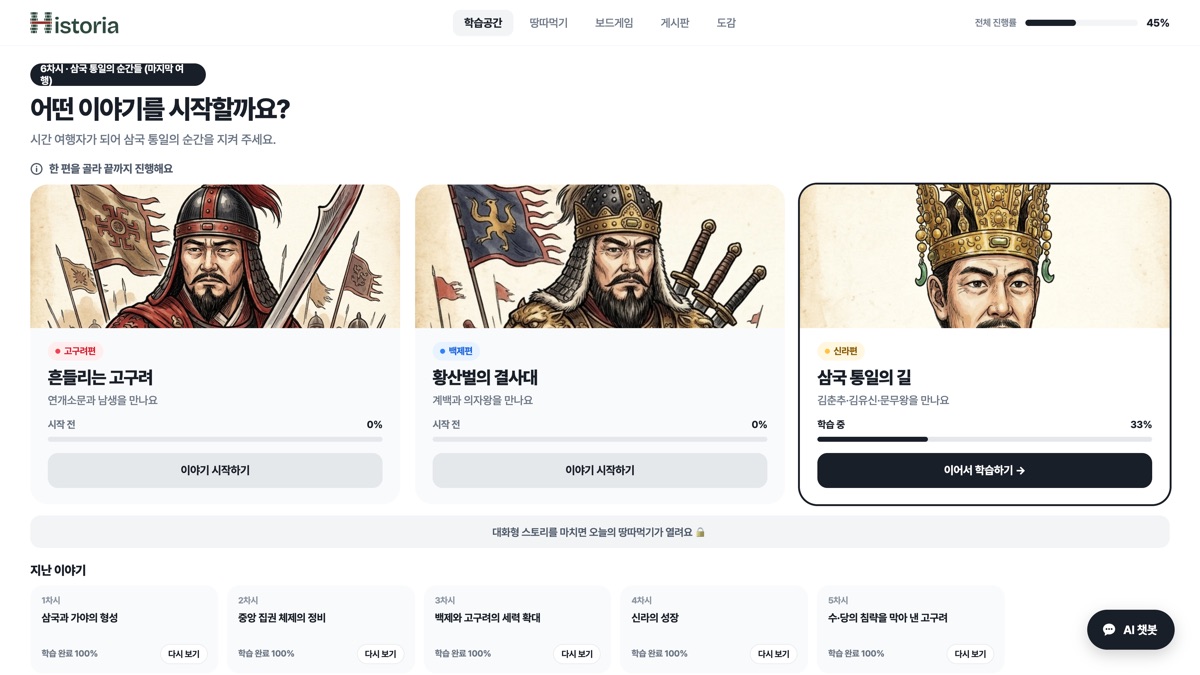 Historia
학습공간
땅따먹기
보드게임
게시판
도감
전체 진행률
45%
6차시 · 삼국 통일의 순간들 (마지막 여
행)
어떤 이야기를 시작할까요?
시간 여행자가 되어 삼국 통일의 순간을 지켜 주세요.
한 편을 골라 끝까지 진행해요
고구려편
흔들리는 고구려
연개소문과 남생을 만나요
시작 전
0%
이야기 시작하기
백제편
황산벌의 결사대
계백과 의자왕을 만나요
시작 전
0%
이야기 시작하기
신라편
삼국 통일의 길
김춘추·김유신·문무왕을 만나요
학습 중
33%
이어서 학습하기 →
대화형 스토리를 마치면 오늘의 땅따먹기가 열려요 🔒
지난 이야기
1차시
삼국과 가야의 형성
학습 완료 100%
다시 보기
2차시
중앙 집권 체제의 정비
학습 완료 100%
다시 보기
3차시
백제와 고구려의 세력 확대
학습 완료 100%
다시 보기
4차시
신라의 성장
학습 완료 100%
다시 보기
5차시
수·당의 침략을 막아 낸 고구려
학습 완료 100%
다시 보기
AI 챗봇